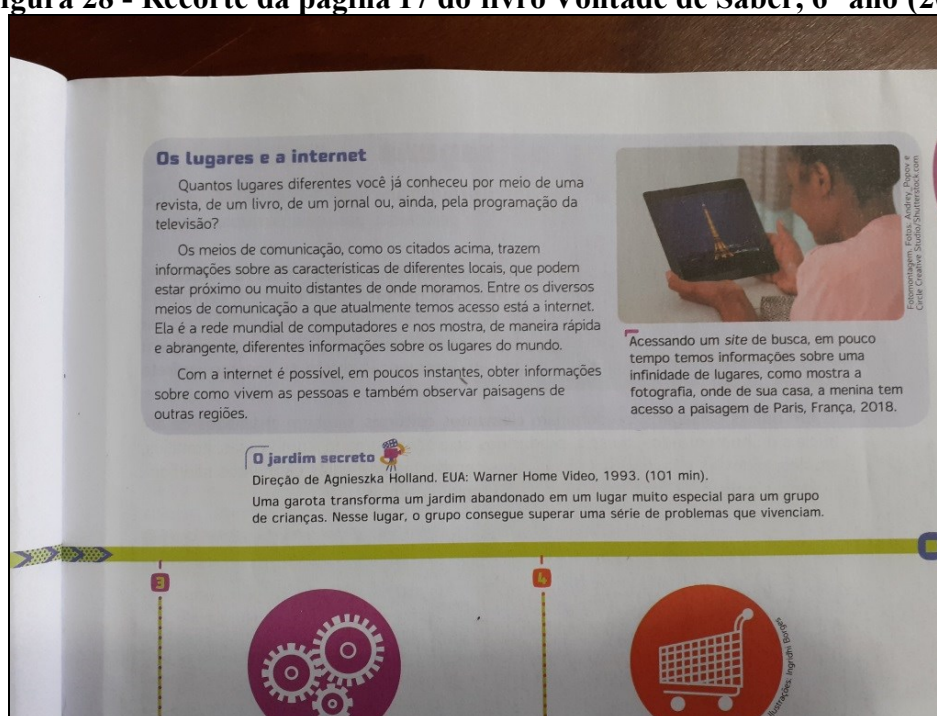 igura 28 - Recorte da página 17 do livro Vontade de Saber, 6º ano (20
Os lugares e a internet
Quantos lugares diferentes você já conheceu por meio de uma
revista, de um livro, de um jornal ou, ainda, pela programação da
televisão?
Os meios de comunicação, como os citados acima, trazem
informações sobre as características de diferentes locais, que podem
estar próximo ou muito distantes de onde moramos. Entre os diversos
meios de comunicação a que atualmente temos acesso está a internet.
Ela é a rede mundial de computadores e nos mostra, de maneira rápida
e abrangente, diferentes informações sobre os lugares do mundo.
Com a internet é possível, em poucos instantes, obter informações
sobre como vivem as pessoas e também observar paisagens de
outras regiões.
Fotomontagem. Fotos: Andrey_Popov e
Circle Creative Studio/Shutterstock.com
Acessando um site de busca, em pouco
tempo temos informações sobre uma
infinidade de lugares, como mostra a
fotografia, onde de sua casa, a menina tem
acesso a paisagem de Paris, França, 2018.
O jardim secreto
Direção de Agnieszka Holland. EUA: Warner Home Video, 1993. (101 min).
Uma garota transforma um jardim abandonado em um lugar muito especial para um grupo
de crianças. Nesse lugar, o grupo consegue superar uma série de problemas que vivenciam.
3
4
Ilustrações: Ingridhi Borges